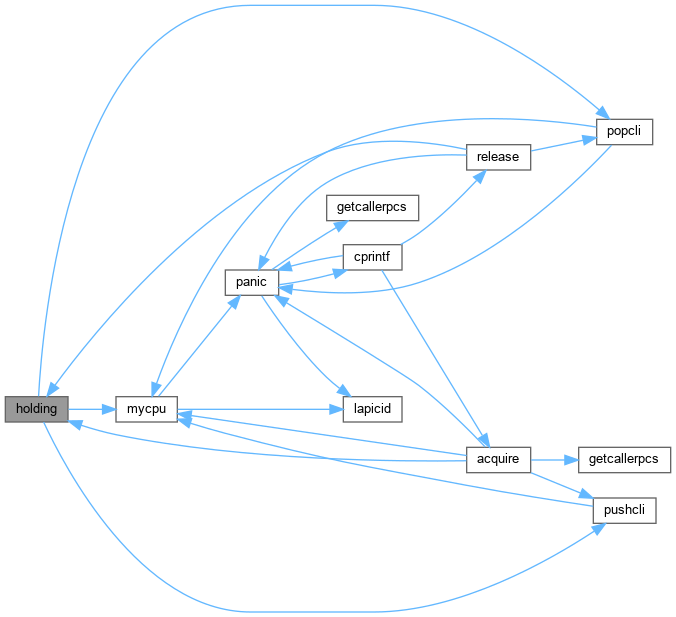 popcli
release
getcallerpcs
cprintf
panic
holding
mycpu
lapicid
acquire
getcallerpcs
pushcli